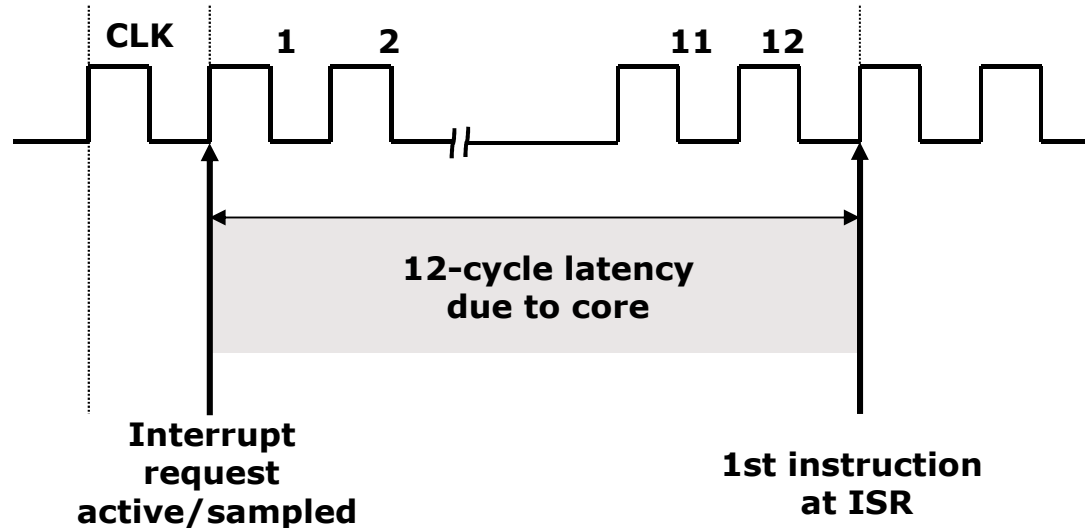 CLK
1
2
11
12
12-cycle latency
due to core
Interrupt
request
active/sampled
1st instruction
at ISR